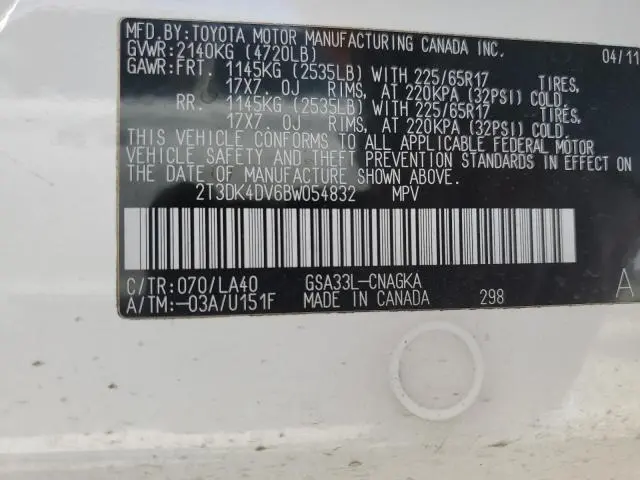 MFD.BY:TOYOTA MOTOR MANUFACTURING CANADA INC. 04/11
GVWR:2140KG (4720LB)
GAWR:FRT. 1145KG (2535LB) WITH 225/65R17 TIRES,
17X7.0J RIMS, AT 220KPA (32PSI) COLD.
RR. 1145KG (2535LB) WITH 225/65R17 TIRES,
17X7.0J RIMS, AT 220KPA (32PSI) COLD.
THIS VEHICLE CONFORMS TO ALL APPLICABLE FEDERAL MOTOR
VEHICLE SAFETY AND THEFT PREVENTION STANDARDS IN EFFECT ON
THE DATE OF MANUFACTURE SHOWN ABOVE.
2T3DK4DV6BW054832 MPV
C/TR:070/LA40 GSA33L-CNAGKA A
A/TM:-03A/U151F MADE IN CANADA 298